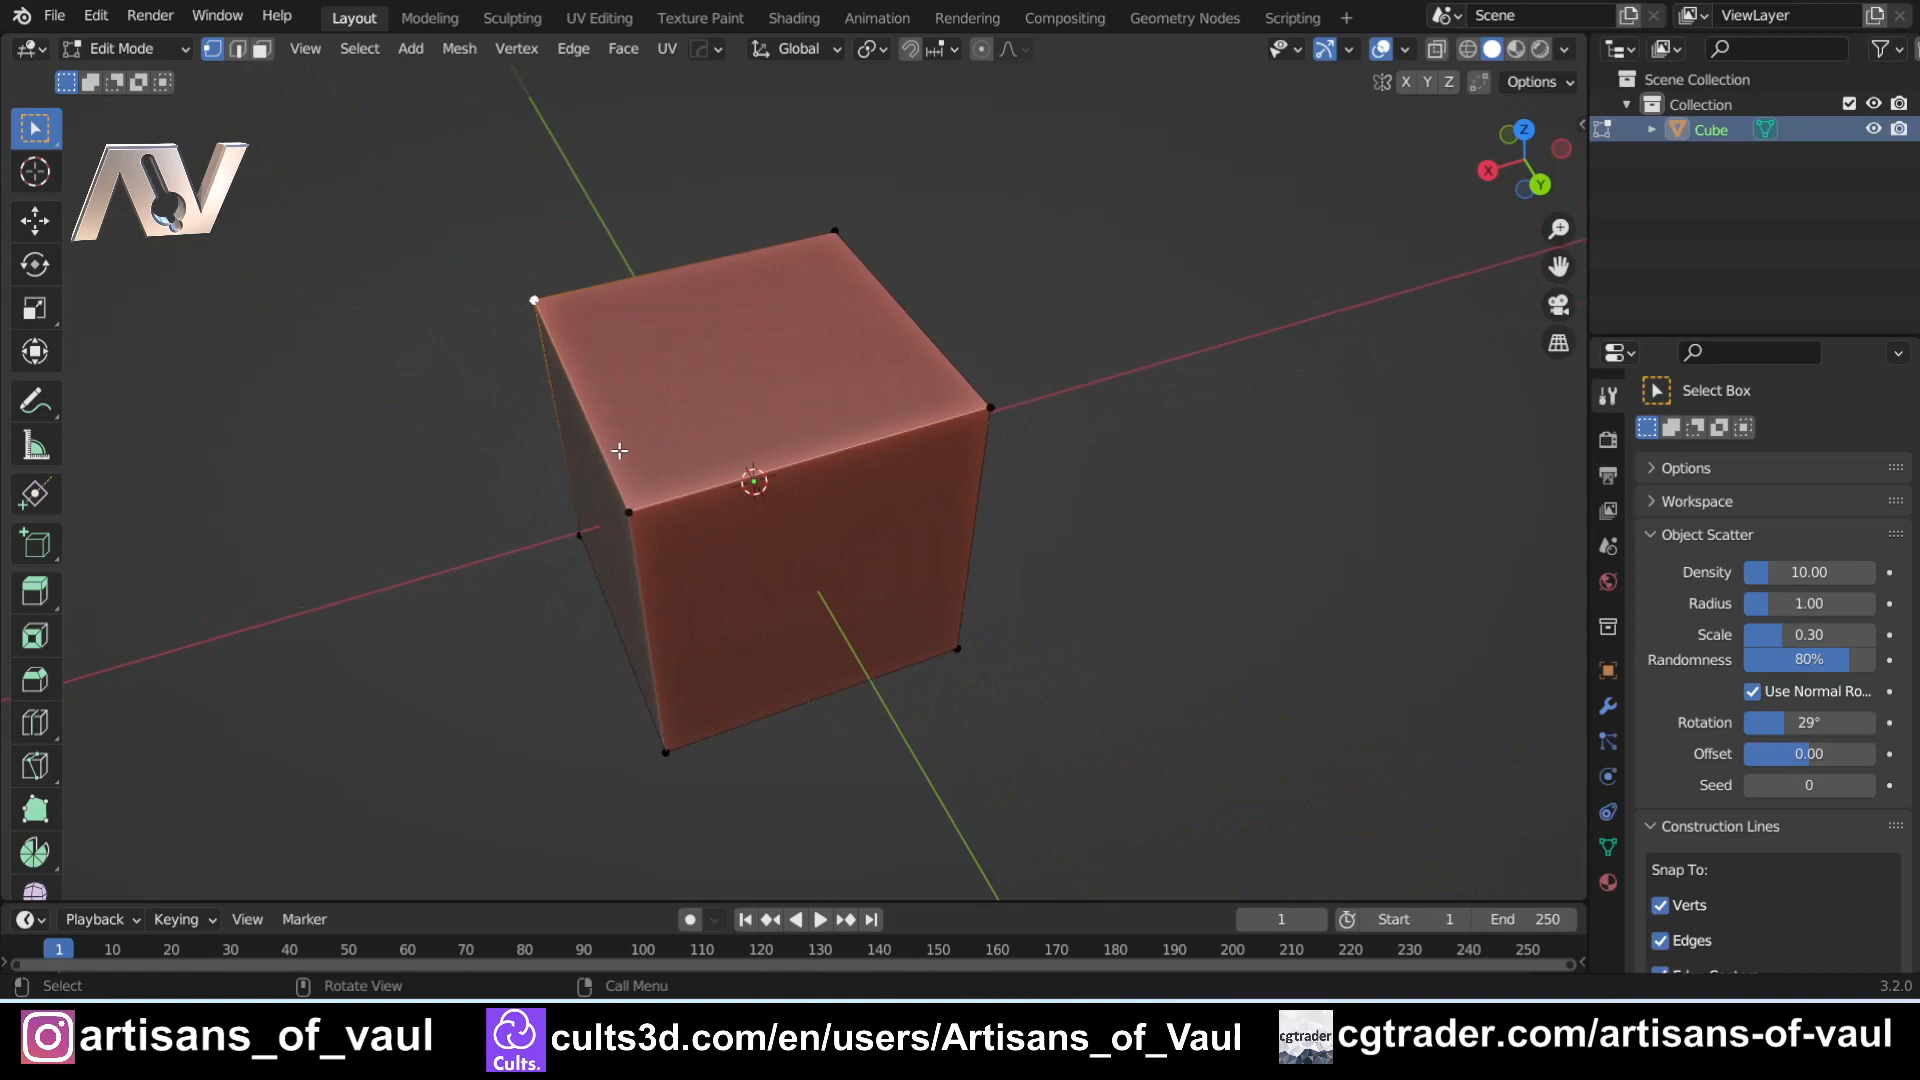 File Edit Render Window Help Layout Modeling Sculpting UV Editing Texture Paint Shading Animation Rendering Compositing Geometry Nodes Scripting Scene ViewLayer
Edit Mode View Select Add Mesh Vertex Edge Face UV Global
X Y Z Options
Scene Collection
Collection
Cube
Z
X
Y
AV
Select Box
Options
Workspace
Object Scatter
Density 10.00
Radius 1.00
Scale 0.30
Randomness 80%
Use Normal Ro...
Rotation 29°
Offset 0.00
Seed 0
Construction Lines
Snap To:
Verts
Edges
Playback Keying View Marker 1 Start 1 End 250
1 10 20 30 40 50 60 70 80 90 100 110 120 130 140 150 160 170 180 190 200 210 220 230 240 250
Select Rotate View Call Menu 3.2.0
artisans_of_vaul Cults. cults3d.com/en/users/Artisans_of_Vaul cgtrader cgtrader.com/artisans-of-vaul